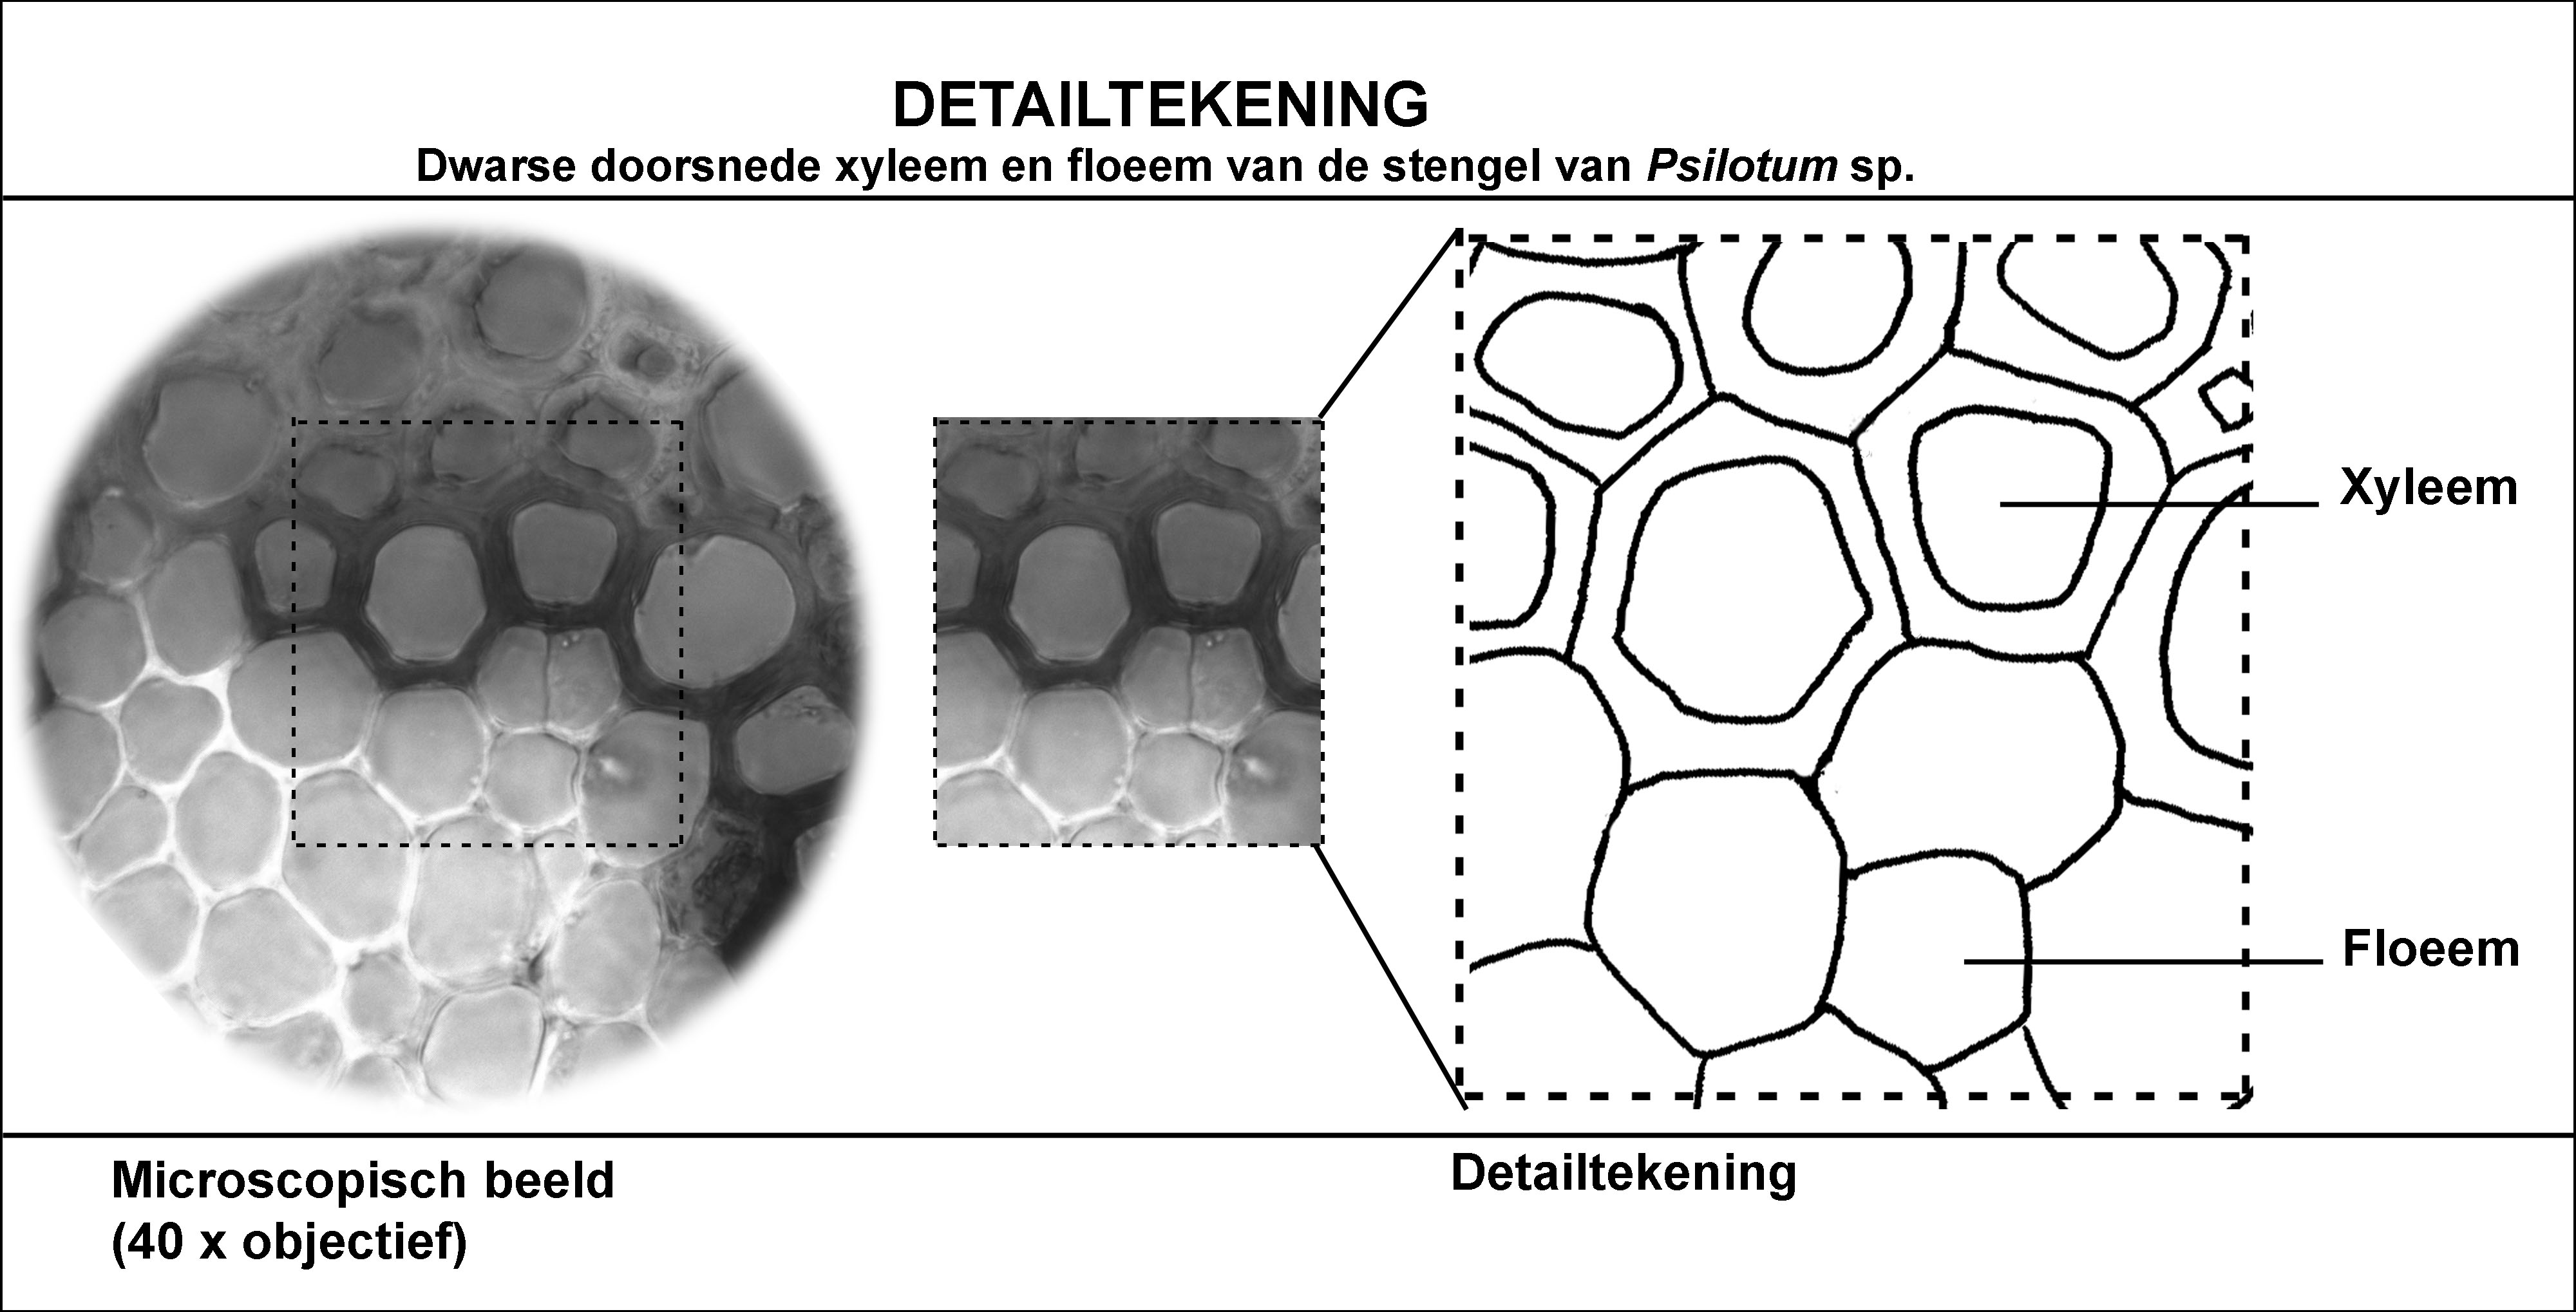 DETAILTEKENING
Dwarse doorsnede xyleem en floeem van de stengel van Psilotum sp.
Xyleem
Floeem
Microscopisch beeld
(40 x objectief)
Detailtekening